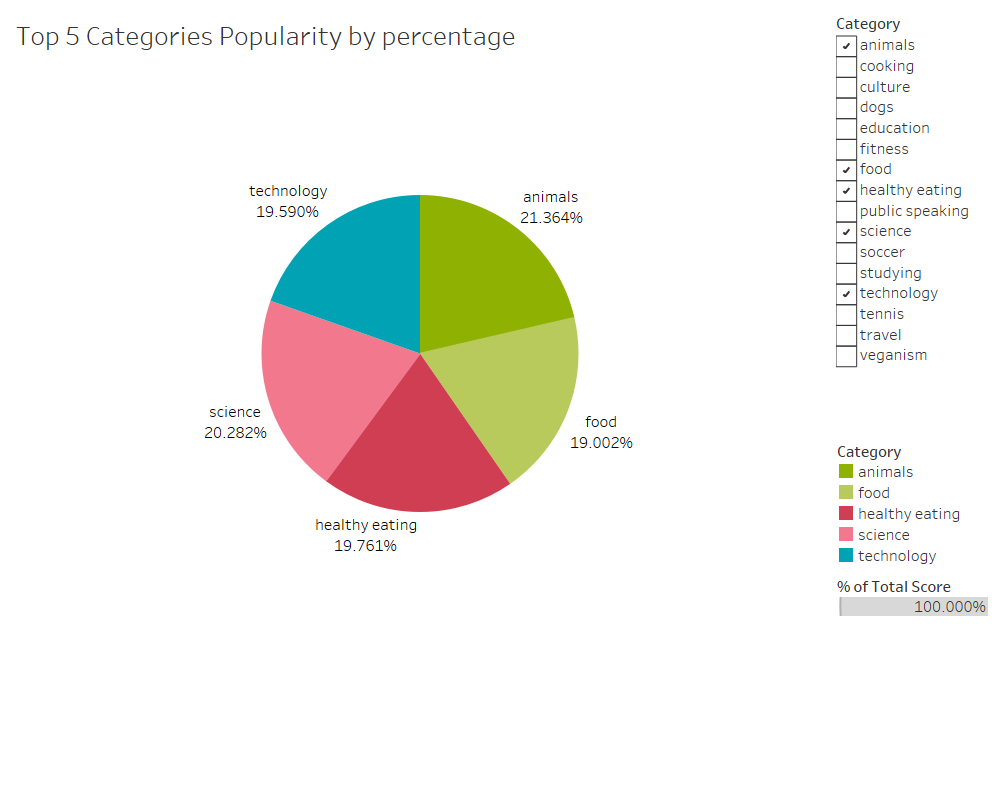 Top 5 Categories Popularity by percentage
technology
19.590%
animals
21.364%
science
20.282%
food
19.002%
healthy eating
19.761%
Category
animals
cooking
culture
dogs
education
fitness
food
healthy eating
public speaking
science
soccer
studying
technology
tennis
travel
veganism
Category
animals
food
healthy eating
science
technology
% of Total Score
100.000%